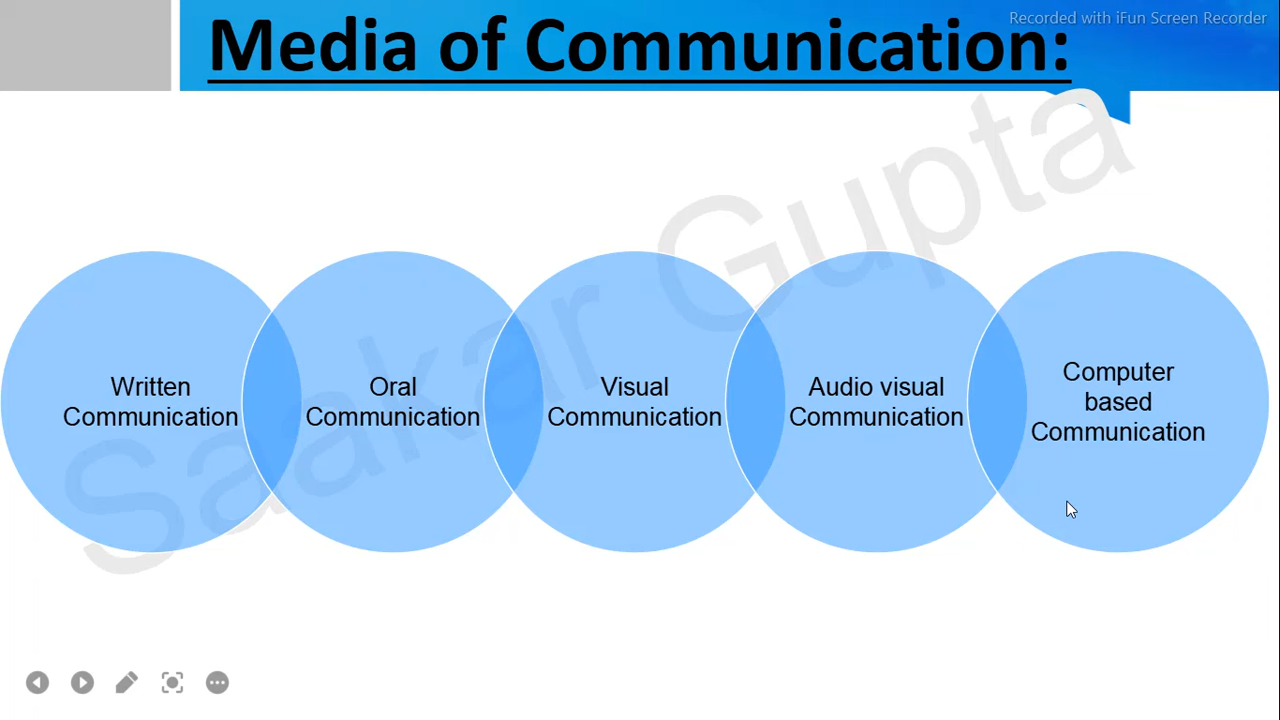 Recorded with iFun Screen Recorder
Media of Communication:
Saakar Gupta
Written
Communication
Oral
Communication
Visual
Communication
Audio visual
Communication
Computer
based
Communication